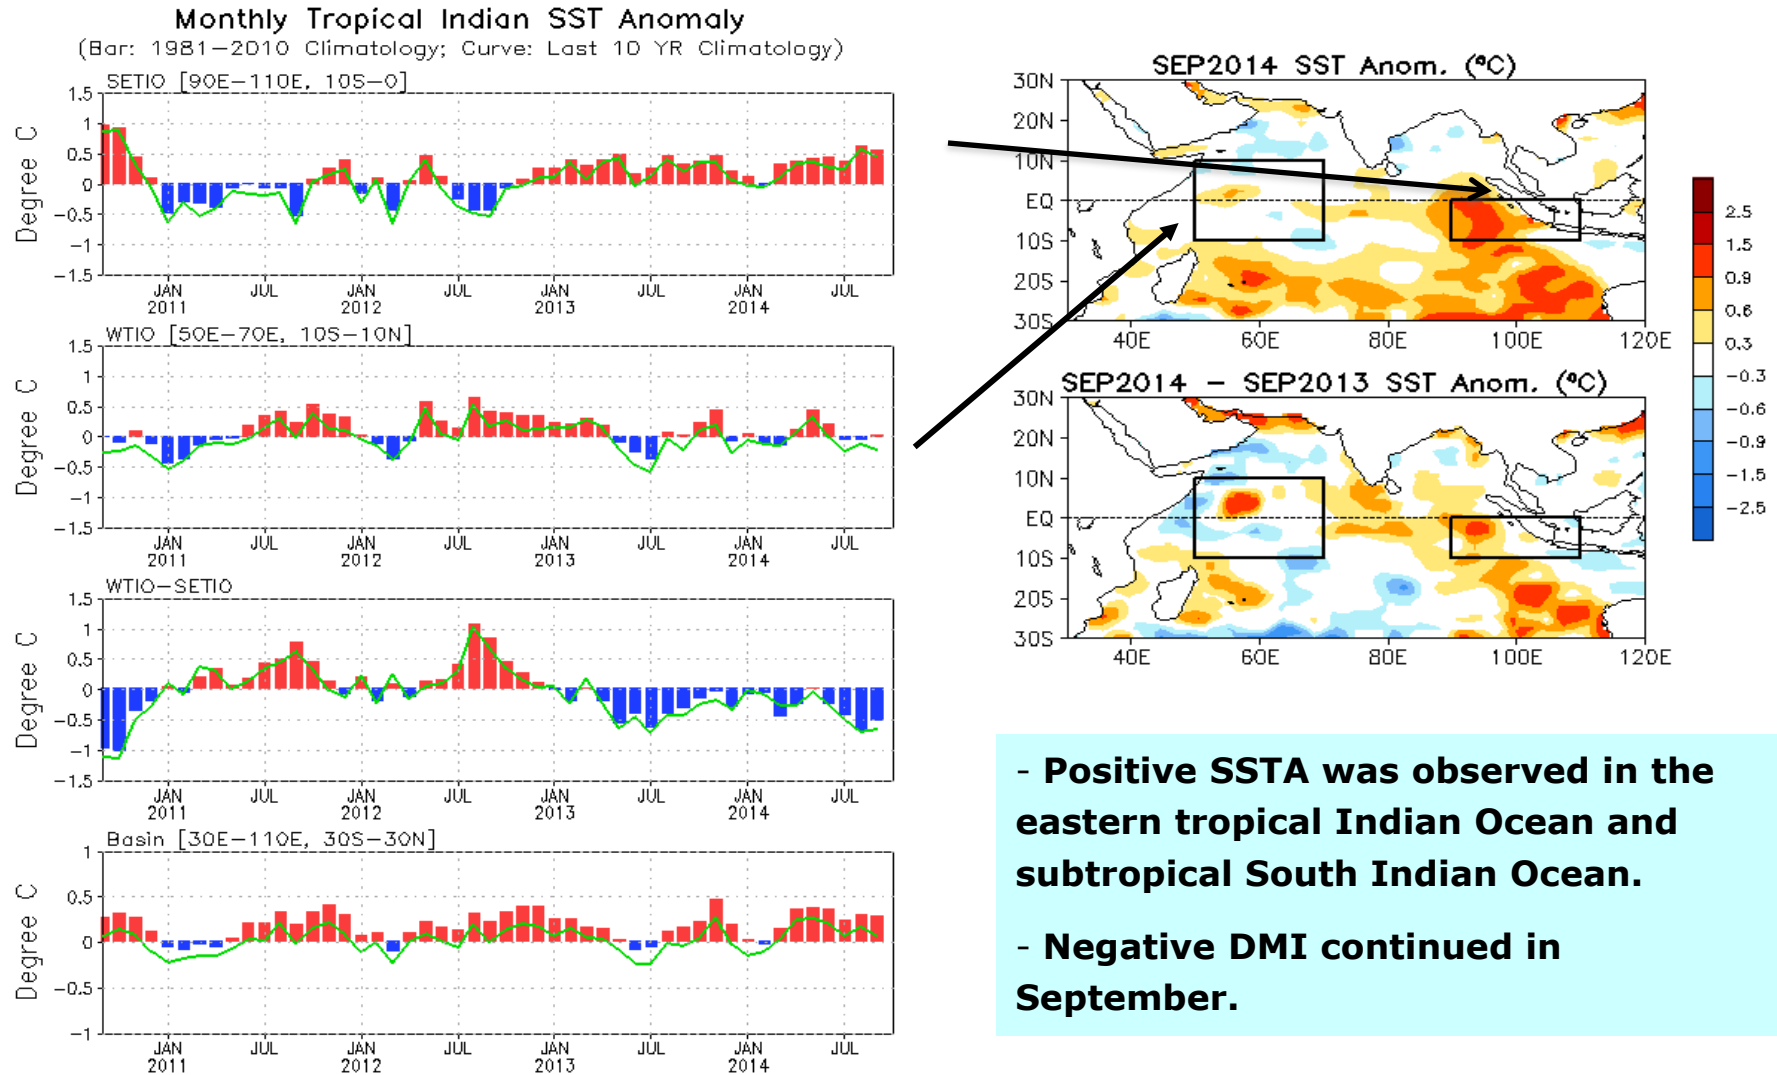 Monthly Tropical Indian SST Anomaly
(Bar: 1981-2010 Climatology; Curve: Last 10 YR Climatology)
SETIO [90E-110E, 10S-0]
Degree C
1.5
1
0.5
0
-0.5
-1
-1.5
JAN JUL JAN JUL JAN JUL JAN JUL
2011 2012 2013 2014
WTIO [50E-70E, 10S-10N]
Degree C
1.5
1
0.5
0
-0.5
-1
-1.5
JAN JUL JAN JUL JAN JUL JAN JUL
2011 2012 2013 2014
WTIO-SETIO
Degree C
1.5
1
0.5
0
-0.5
-1
-1.5
JAN JUL JAN JUL JAN JUL JAN JUL
2011 2012 2013 2014
Basin [30E-110E, 30S-30N]
Degree C
1
0.5
0
-0.5
-1
JAN JUL JAN JUL JAN JUL JAN JUL
2011 2012 2013 2014
SEP2014 SST Anom. (°C)
30N
20N
10N
EQ
10S
20S
30S
40E 60E 80E 100E 120E
SEP2014 - SEP2013 SST Anom. (°C)
30N
20N
10N
EQ
10S
20S
30S
40E 60E 80E 100E 120E
2.5
1.5
0.9
0.6
0.3
-0.3
-0.6
-0.9
-1.5
-2.5
- Positive SSTA was observed in the
eastern tropical Indian Ocean and
subtropical South Indian Ocean.
- Negative DMI continued in
September.